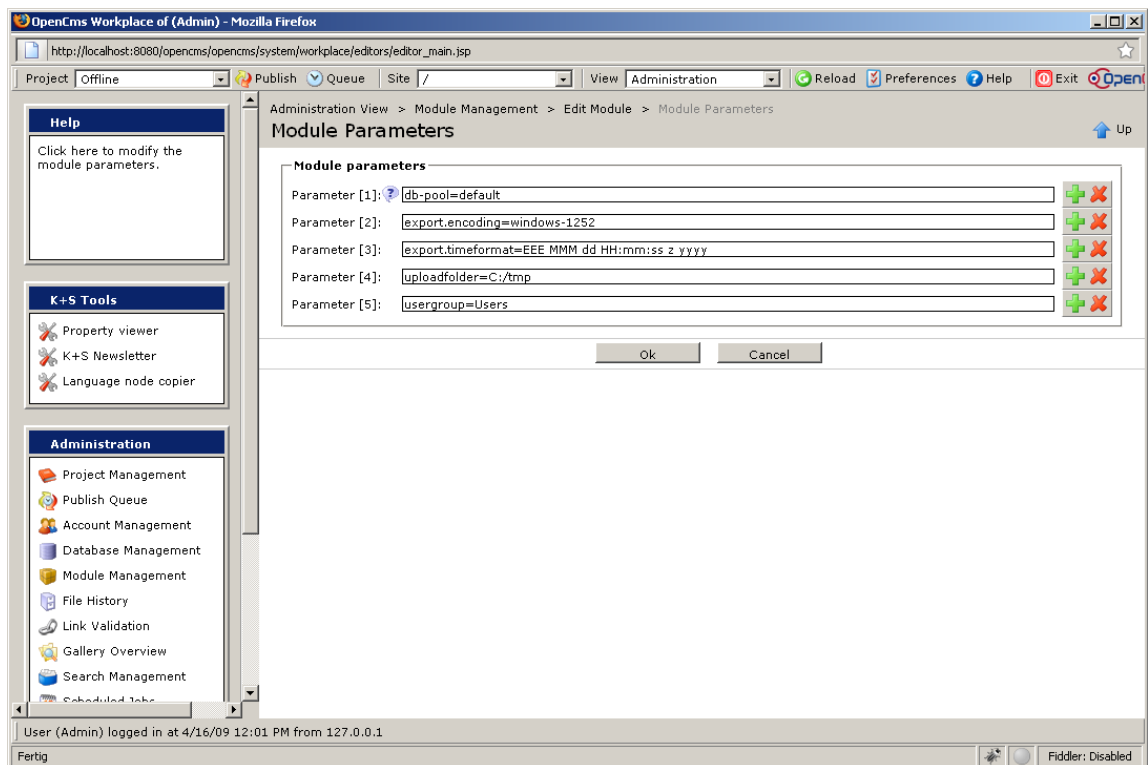 OpenCms Workplace of (Admin) - Mozilla Firefox
http://localhost:8080/opencms/opencms/system/workplace/editors/editor_main.jsp
Project Offline Publish Queue Site / View Administration Reload Preferences Help Exit Open
Help
Click here to modify the
module parameters.
K+S Tools
Property viewer
K+S Newsletter
Language node copier
Administration
Project Management
Publish Queue
Account Management
Database Management
Module Management
File History
Link Validation
Gallery Overview
Search Management
Scheduled Jobs
Administration View > Module Management > Edit Module > Module Parameters
Module Parameters
Up
Module parameters
Parameter [1]: ? db-pool=default
Parameter [2]: export.encoding=windows-1252
Parameter [3]: export.timeformat=EEE MMM dd HH:mm:ss z yyyy
Parameter [4]: uploadfolder=C:/tmp
Parameter [5]: usergroup=Users
Ok Cancel
User (Admin) logged in at 4/16/09 12:01 PM from 127.0.0.1
Fertig Fiddler: Disabled